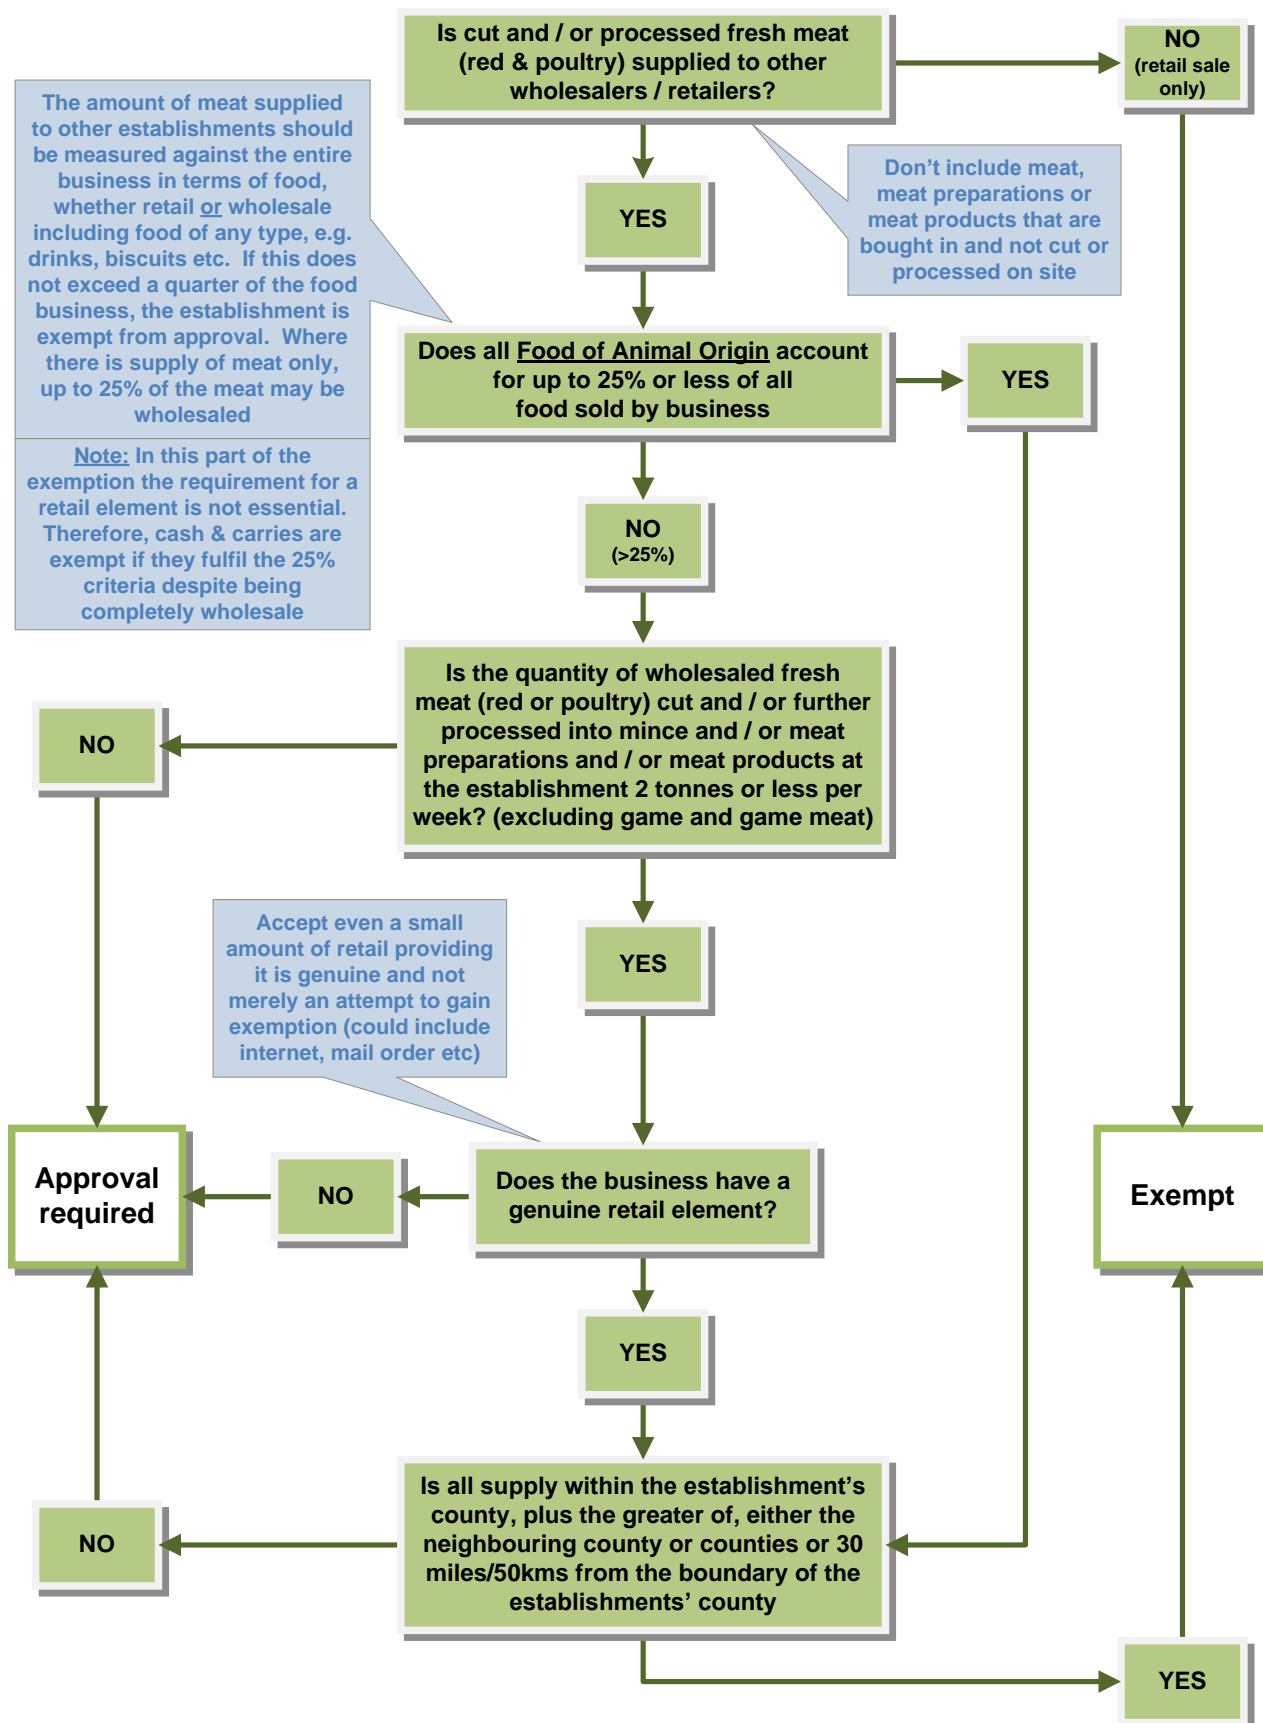 Is cut and / or processed fresh meat
(red & poultry) supplied to other
wholesalers / retailers?
NO
(retail sale
only)
The amount of meat supplied
to other establishments should
be measured against the entire
business in terms of food,
whether retail or wholesale
including food of any type, e.g.
drinks, biscuits etc.  If this does
not exceed a quarter of the food
business, the establishment is
exempt from approval.  Where
there is supply of meat only,
up to 25% of the meat may be
wholesaled
Don’t include meat,
meat preparations or
meat products that are
bought in and not cut or
processed on site
YES
Does all Food of Animal Origin account
for up to 25% or less of all
food sold by business
YES
Note: In this part of the
exemption the requirement for a
retail element is not essential.
Therefore, cash & carries are
exempt if they fulfil the 25%
criteria despite being
completely wholesale
NO
(>25%)
Is the quantity of wholesaled fresh
meat (red or poultry) cut and / or further
processed into mince and / or meat
preparations and / or meat products at
the establishment 2 tonnes or less per
week? (excluding game and game meat)
NO
YES
Accept even a small
amount of retail providing
it is genuine and not
merely an attempt to gain
exemption (could include
internet, mail order etc)
Does the business have a
genuine retail element?
NO
Approval
required
Exempt
YES
Is all supply within the establishment’s
county, plus the greater of, either the
neighbouring county or counties or 30
miles/50kms from the boundary of the
establishments’ county
NO
YES